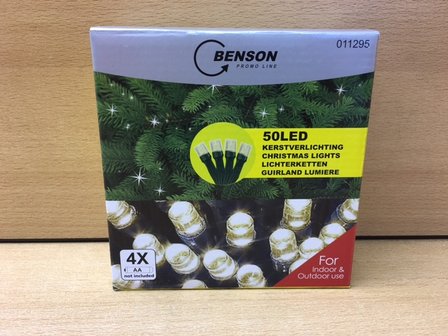 BENSON
PROMO LINE
011295
50LED
KERSTVERLICHTING
CHRISTMAS LIGHTS
LICHTERKETTEN
GUIRLAND LUMIERE
4X
AA
not included
For
Indoor &
Outdoor use